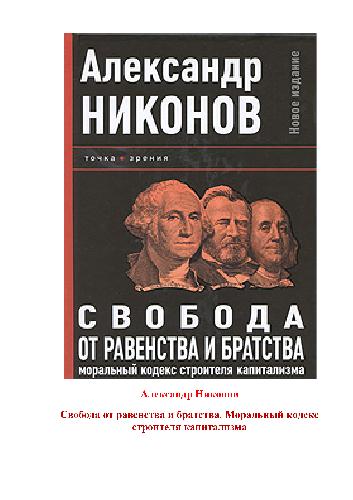 Александр
НИКОНОВ
Новое издание
точка • зрения
СВОБОДА
ОТ РАВЕНСТВА И БРАТСТВА
моральный кодекс строителя капитализма
Александр Никонов
Свобода от равенства и братства. Моральный кодекс
строителя капитализма